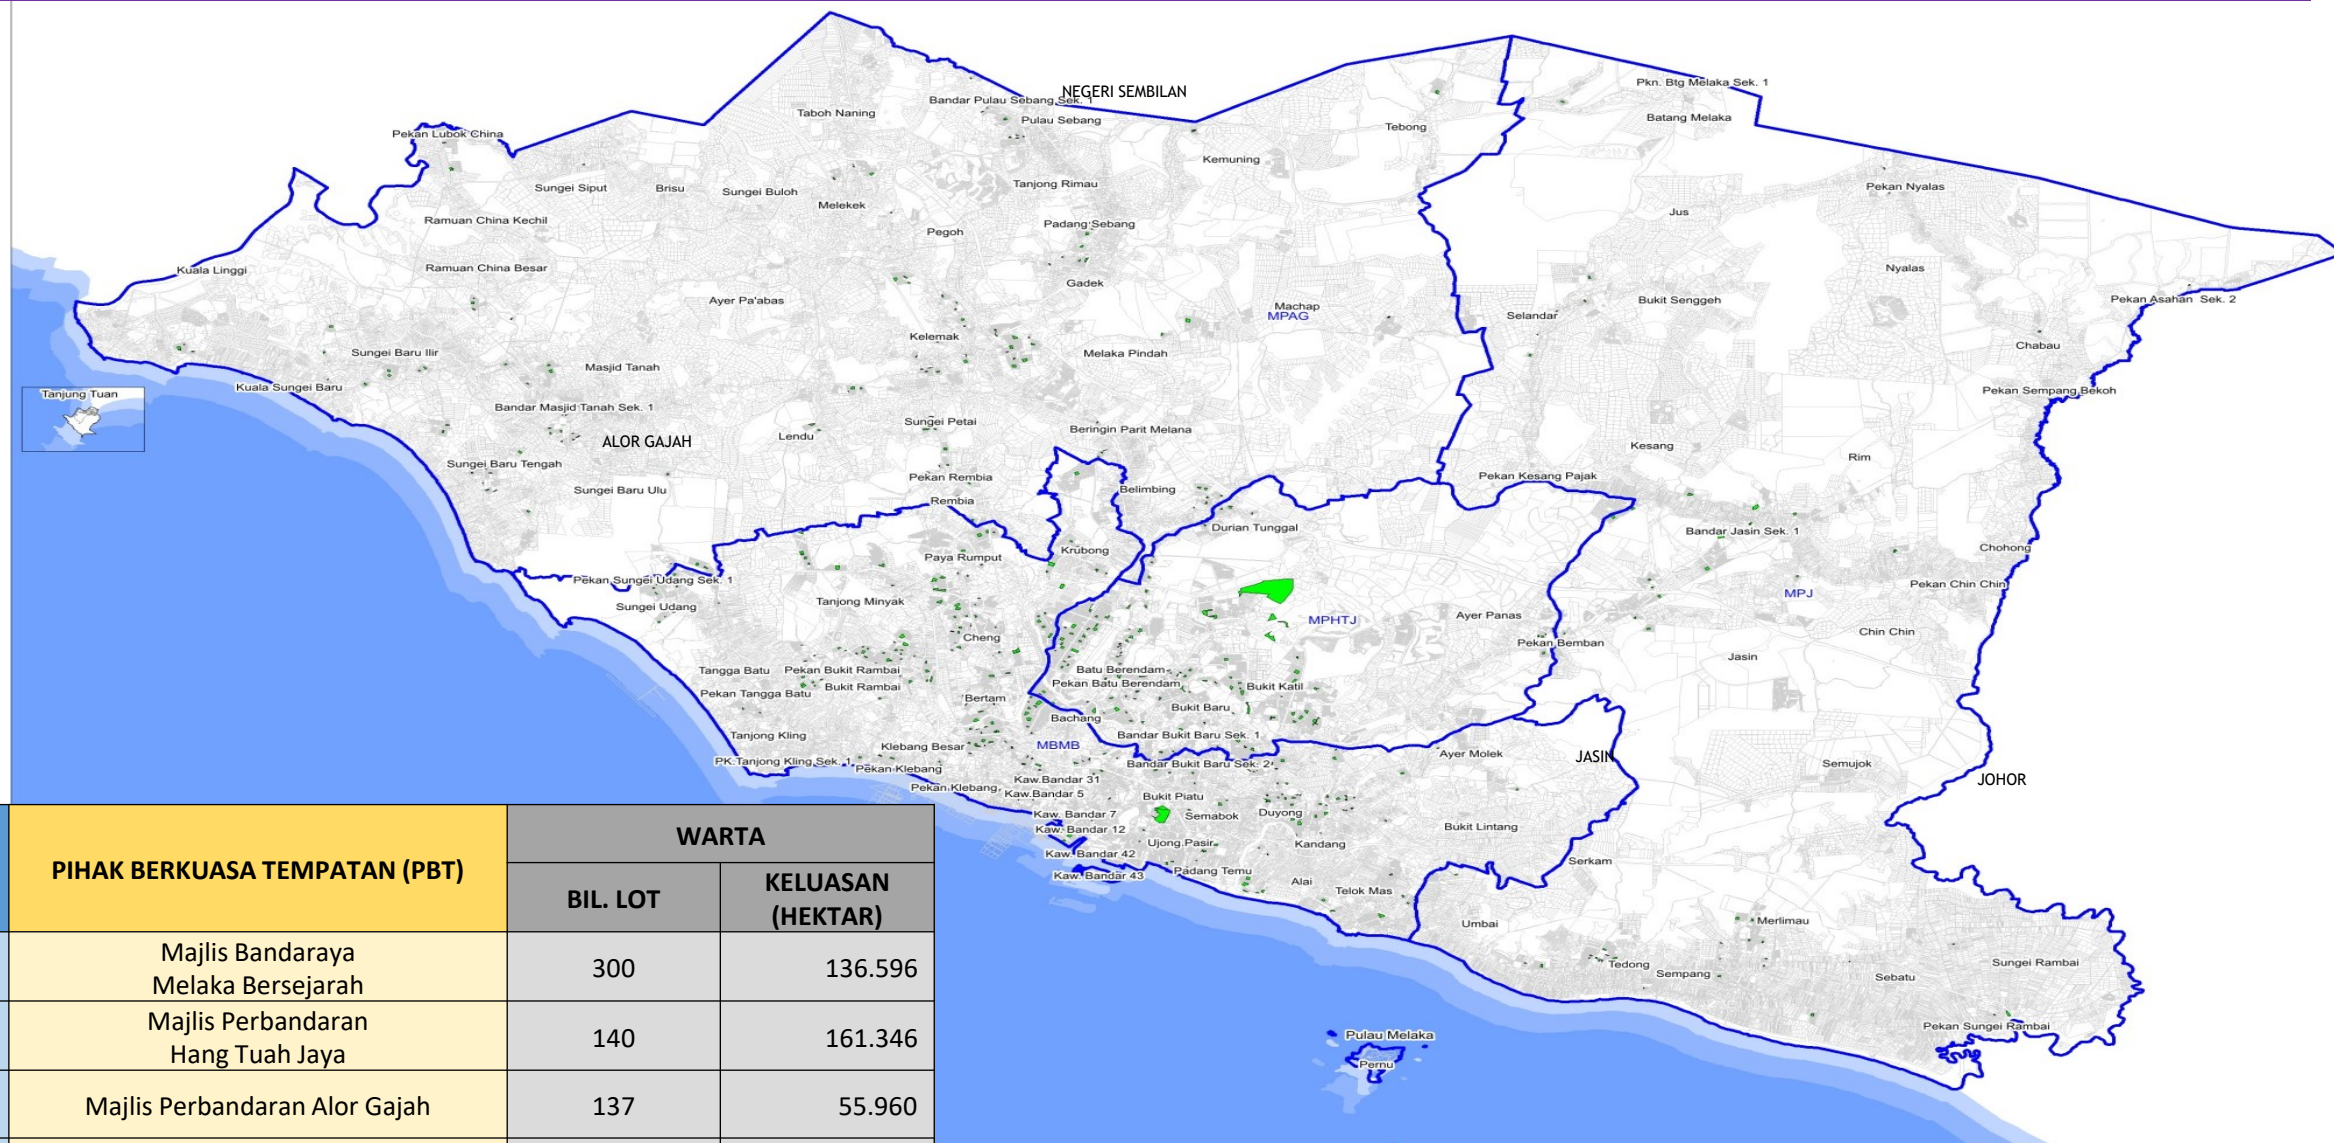 NEGERI SEMBILAN
Pkn. Btg Melaka Sek. 1
Bandar Pulau Sebang Sek. 1
Taboh Naning
Pulau Sebang
Batang Melaka
Tebong
Pekan Lubok China
Kemuning
Sungei Siput
Brisu
Sungei Buloh
Tanjong Rimau
Pekan Nyalas
Melekek
Jus
Ramuan China Kechil
Padang Sebang
Pegoh
Kuala Linggi
Ramuan China Besar
Nyalas
Gadek
Ayer Pa'abas
Machap
MPAG
Bukit Senggeh
Pekan Asahan Sek. 2
Selandar
Kelemak
Chabau
Sungei Baru Ilir
Masjid Tanah
Melaka Pindah
Kuala Sungei Baru
Pekan Sempang Bekoh
Tanjung Tuan
Bandar Masjid Tanah Sek. 1
Sungei Petai
Beringin Parit Melana
ALOR GAJAH
Lendu
Kesang
Rim
Sungei Baru Tengah
Pekan Rembia
Pekan Kesang Pajak
Sungei Baru Ulu
Belimbing
Rembia
Durian Tunggal
Bandar Jasin Sek. 1
Krubong
Paya Rumput
Chohong
Pekan Sungei Udang Sek. 1
Pekan Chin Chin
MPJ
Sungei Udang
Tanjong Minyak
MPHTJ
Ayer Panas
Cheng
Chin Chin
Pekan Bemban
Jasin
Tangga Batu
Pekan Bukit Rambai
Batu Berendam
Pekan Batu Berendam
Pekan Tangga Batu
Bukit Rambai
Bukit Katil
Bertam
Bukit Baru
Bachang
Tanjong Kling
Bandar Bukit Baru Sek. 1
Klebang Besar
MBMB
Ayer Molek
JASIN
PK.Tanjong Kling Sek. 1
Pekan Klebang
Bandar Bukit Baru Sek. 2
Semujok
Kaw.Bandar 31
JOHOR
Pekan Klebang
Kaw.Bandar 5
Bukit Piatu
Kaw. Bandar 7
Semabok
Duyong
Kaw. Bandar 12
Bukit Lintang
Ujong Pasir
Kandang
Kaw. Bandar 42
Serkam
Kaw. Bandar 43
Padang Temu
Alai
Telok Mas
Umbai
Merlimau
Tedong
Sempang
Sebatu
Sungei Rambai
Pekan Sungei Rambai
Pulau Melaka
Pernu
PIHAK BERKUASA TEMPATAN (PBT)
WARTA
BIL. LOT
KELUASAN
(HEKTAR)
Majlis Bandaraya
Melaka Bersejarah
300
136.596
Majlis Perbandaran
Hang Tuah Jaya
140
161.346
Majlis Perbandaran Alor Gajah
137
55.960